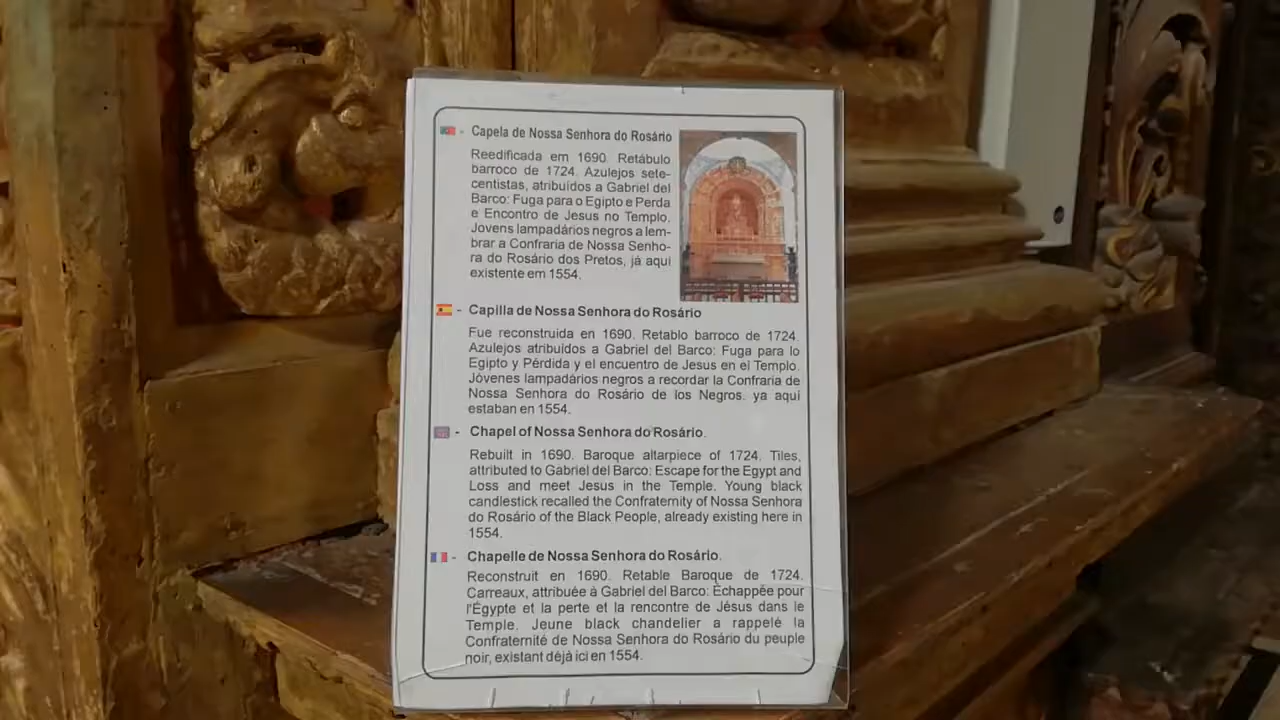 - Capela de Nossa Senhora do Rosário
Reedificada em 1690. Retábulo
barroco de 1724. Azulejos sete-
centistas, atribuídos a Gabriel del
Barco: Fuga para o Egipto e Perda
e Encontro de Jesus no Templo.
Jovens lampadários negros a lem-
brar a Confraria de Nossa Senho-
ra do Rosário dos Pretos, já aqui
existente em 1554.
- Capilla de Nossa Senhora do Rosário
Fue reconstruida en 1690. Retablo barroco de 1724.
Azulejos atribuídos a Gabriel del Barco: Fuga para lo
Egipto y Pérdida y el encuentro de Jesus en el Templo.
Jóvenes lampadários negros a recordar la Confraria de
Nossa Senhora do Rosário de los Negros. ya aquí
estaban en 1554.
- Chapel of Nossa Senhora do Rosário.
Rebuilt in 1690. Baroque altarpiece of 1724. Tiles,
attributed to Gabriel del Barco: Escape for the Egypt and
Loss and meet Jesus in the Temple. Young black
candlestick recalled the Confraternity of Nossa Senhora
do Rosário of the Black People, already existing here in
1554.
- Chapelle de Nossa Senhora do Rosário.
Reconstruit en 1690. Retable Baroque de 1724.
Carreaux, attribuée à Gabriel del Barco: Échappée pour
l'Égypte et la perte et la rencontre de Jésus dans le
Temple. Jeune black chandelier a rappelé la
Confraternité de Nossa Senhora do Rosário du peuple
noir, existant déjà ici en 1554.